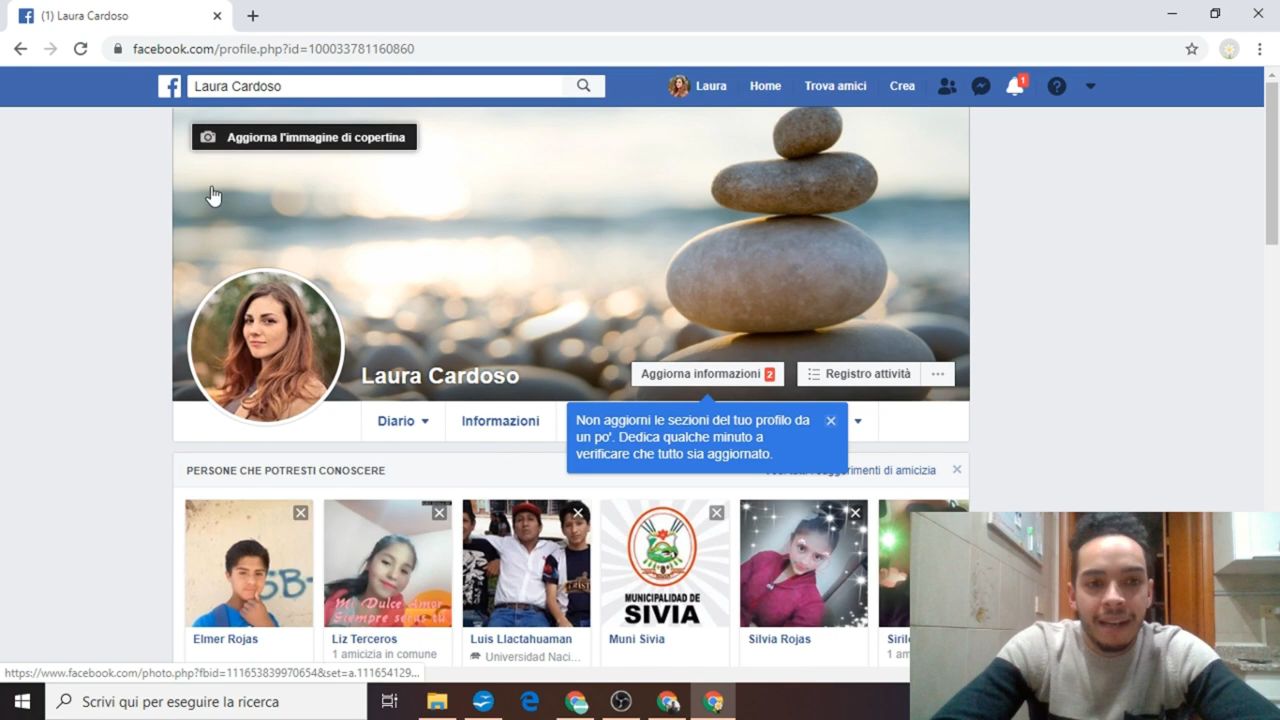 (1) Laura Cardoso
facebook.com/profile.php?id=100033781160860
Laura Cardoso
Laura
Home
Trova amici
Crea
1
Aggiorna l'immagine di copertina
Laura Cardoso
Aggiorna informazioni 2
Registro attività
Diario
Informazioni
Non aggiorni le sezioni del tuo profilo da
un po'. Dedica qualche minuto a
verificare che tutto sia aggiornato.
PERSONE CHE POTRESTI CONOSCERE
di amicizia
Mi Dulce Amor
Siempre seras tu
MUNICIPALIDAD DE
SIVIA
Elmer Rojas
Liz Terceros
1 amicizia in comune
Luis Llactahuaman
Universidad Naci...
Muni Sivia
Silvia Rojas
https://www.facebook.com/photo.php?fbid=111653839970654&set=a.111654129...
Scrivi qui per eseguire la ricerca